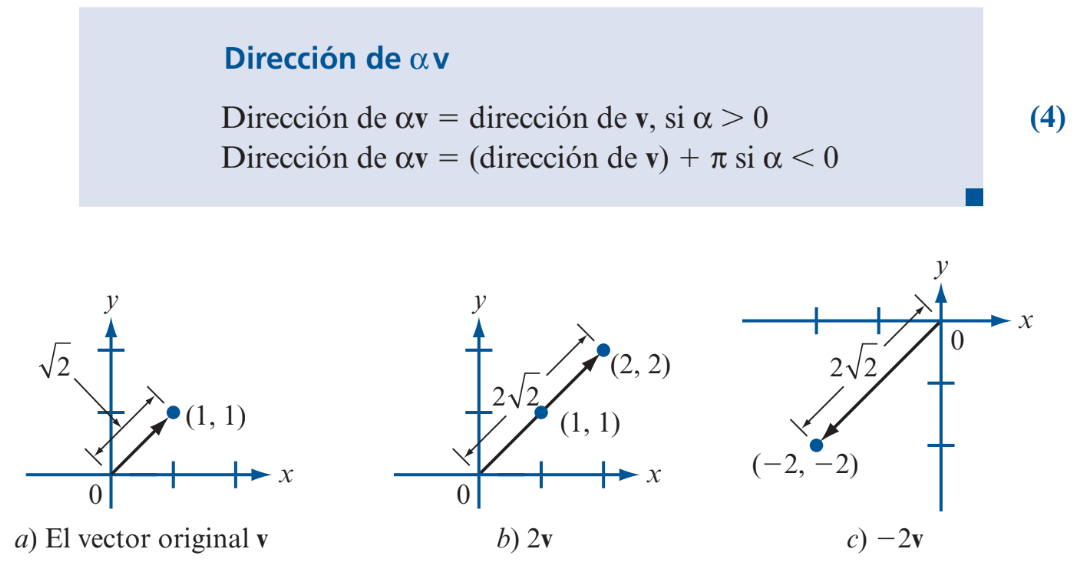 Dirección de αv
Dirección de αv = dirección de v, si α > 0
(4)
Dirección de αv = (dirección de v) + π si α < 0
y
√2
(1, 1)
0
x
a) El vector original v
y
2√2
(2, 2)
(1, 1)
0
x
b) 2v
y
x
0
2√2
(−2, −2)
c) −2v